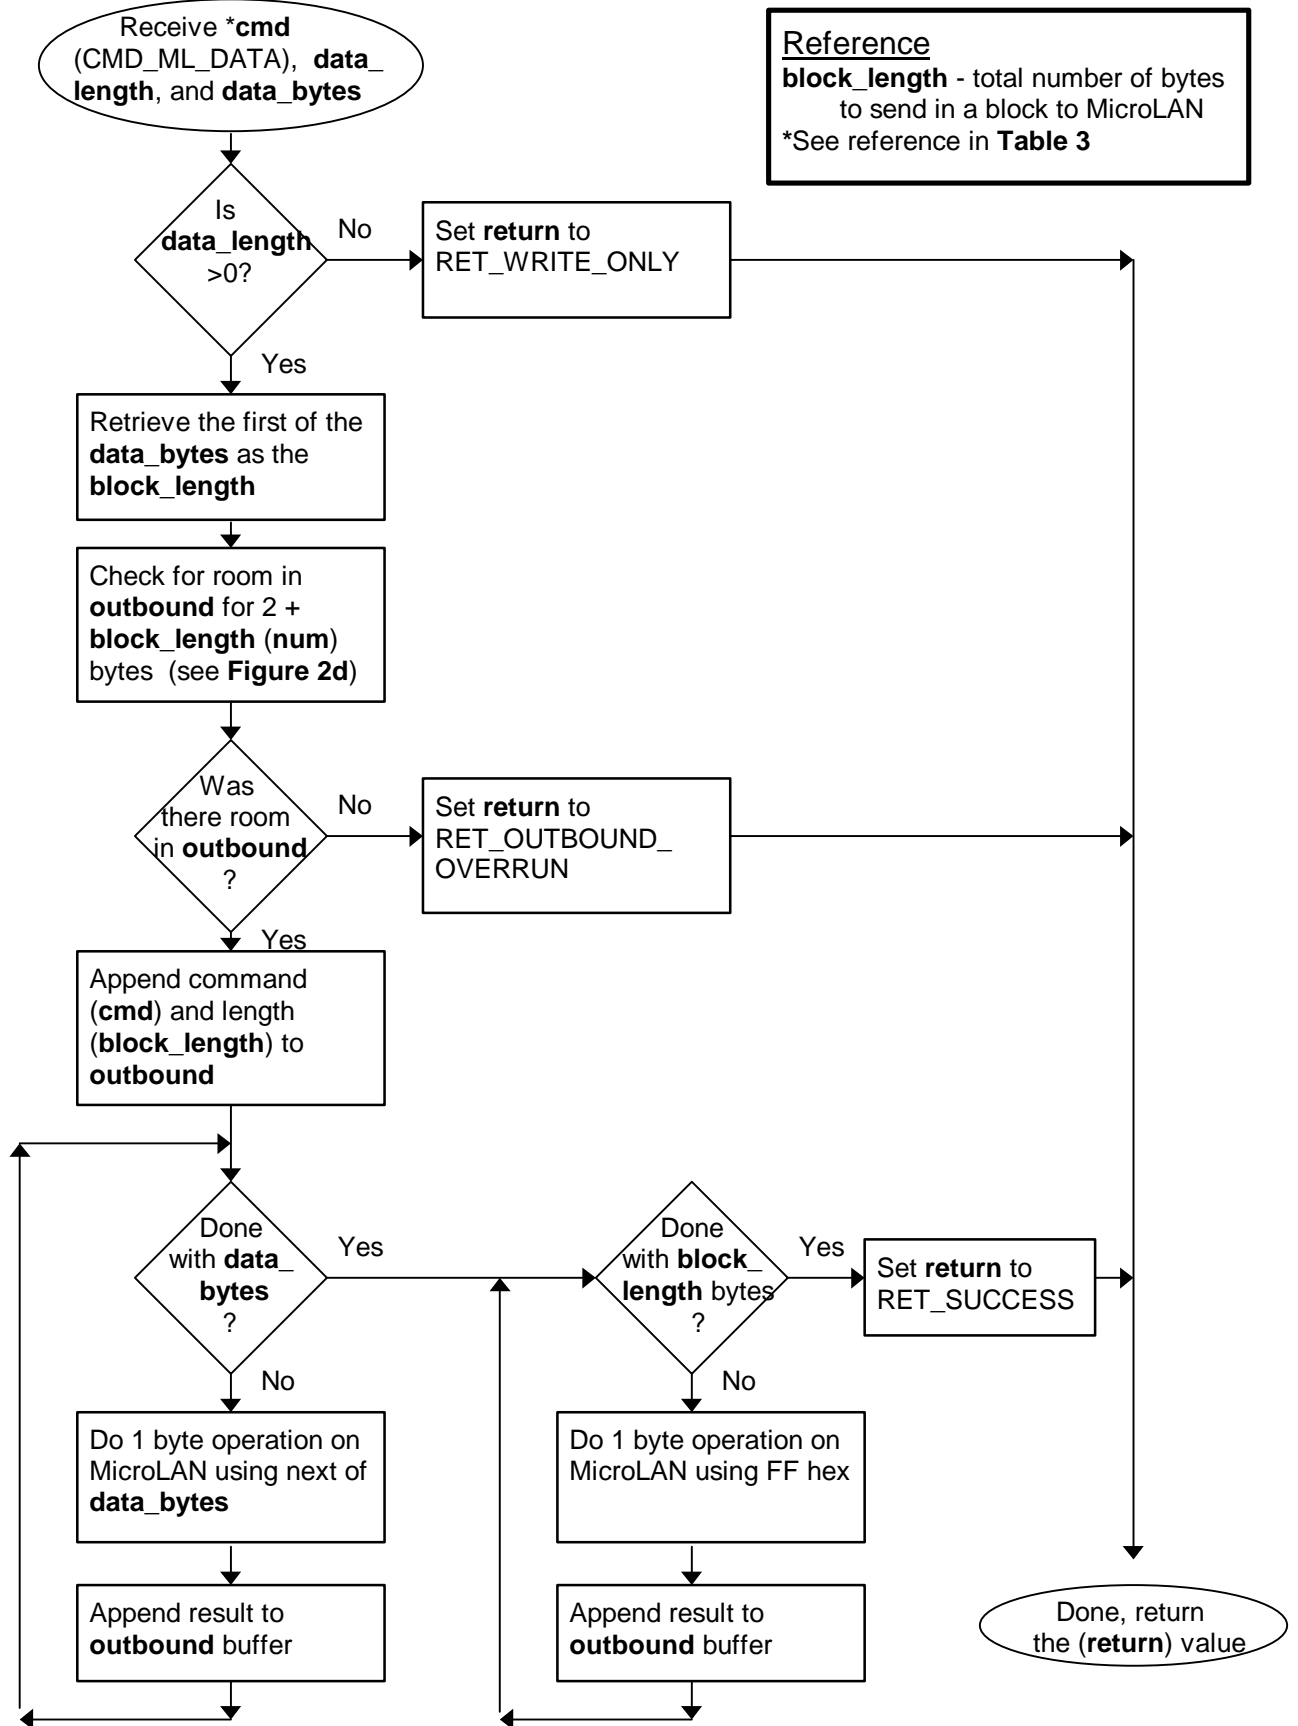 Receive *cmd
(CMD_ML_DATA), data_
length, and data_bytes
Reference
block_length - total number of bytes
to send in a block to MicroLAN
*See reference in Table 3
Is
data_length
>0?
No
Set return to
RET_WRITE_ONLY
Yes
Retrieve the first of the
data_bytes as the
block_length
Check for room in
outbound for 2 +
block_length (num)
bytes (see Figure 2d)
Was
there room
in outbound
?
No
Set return to
RET_OUTBOUND_
OVERRUN
Yes
Append command
(cmd) and length
(block_length) to
outbound
Done
with data_
bytes
?
Yes
Done
with block_
length bytes
?
Yes
Set return to
RET_SUCCESS
No
Do 1 byte operation on
MicroLAN using next of
data_bytes
No
Do 1 byte operation on
MicroLAN using FF hex
Append result to
outbound buffer
Append result to
outbound buffer
Done, return
the (return) value